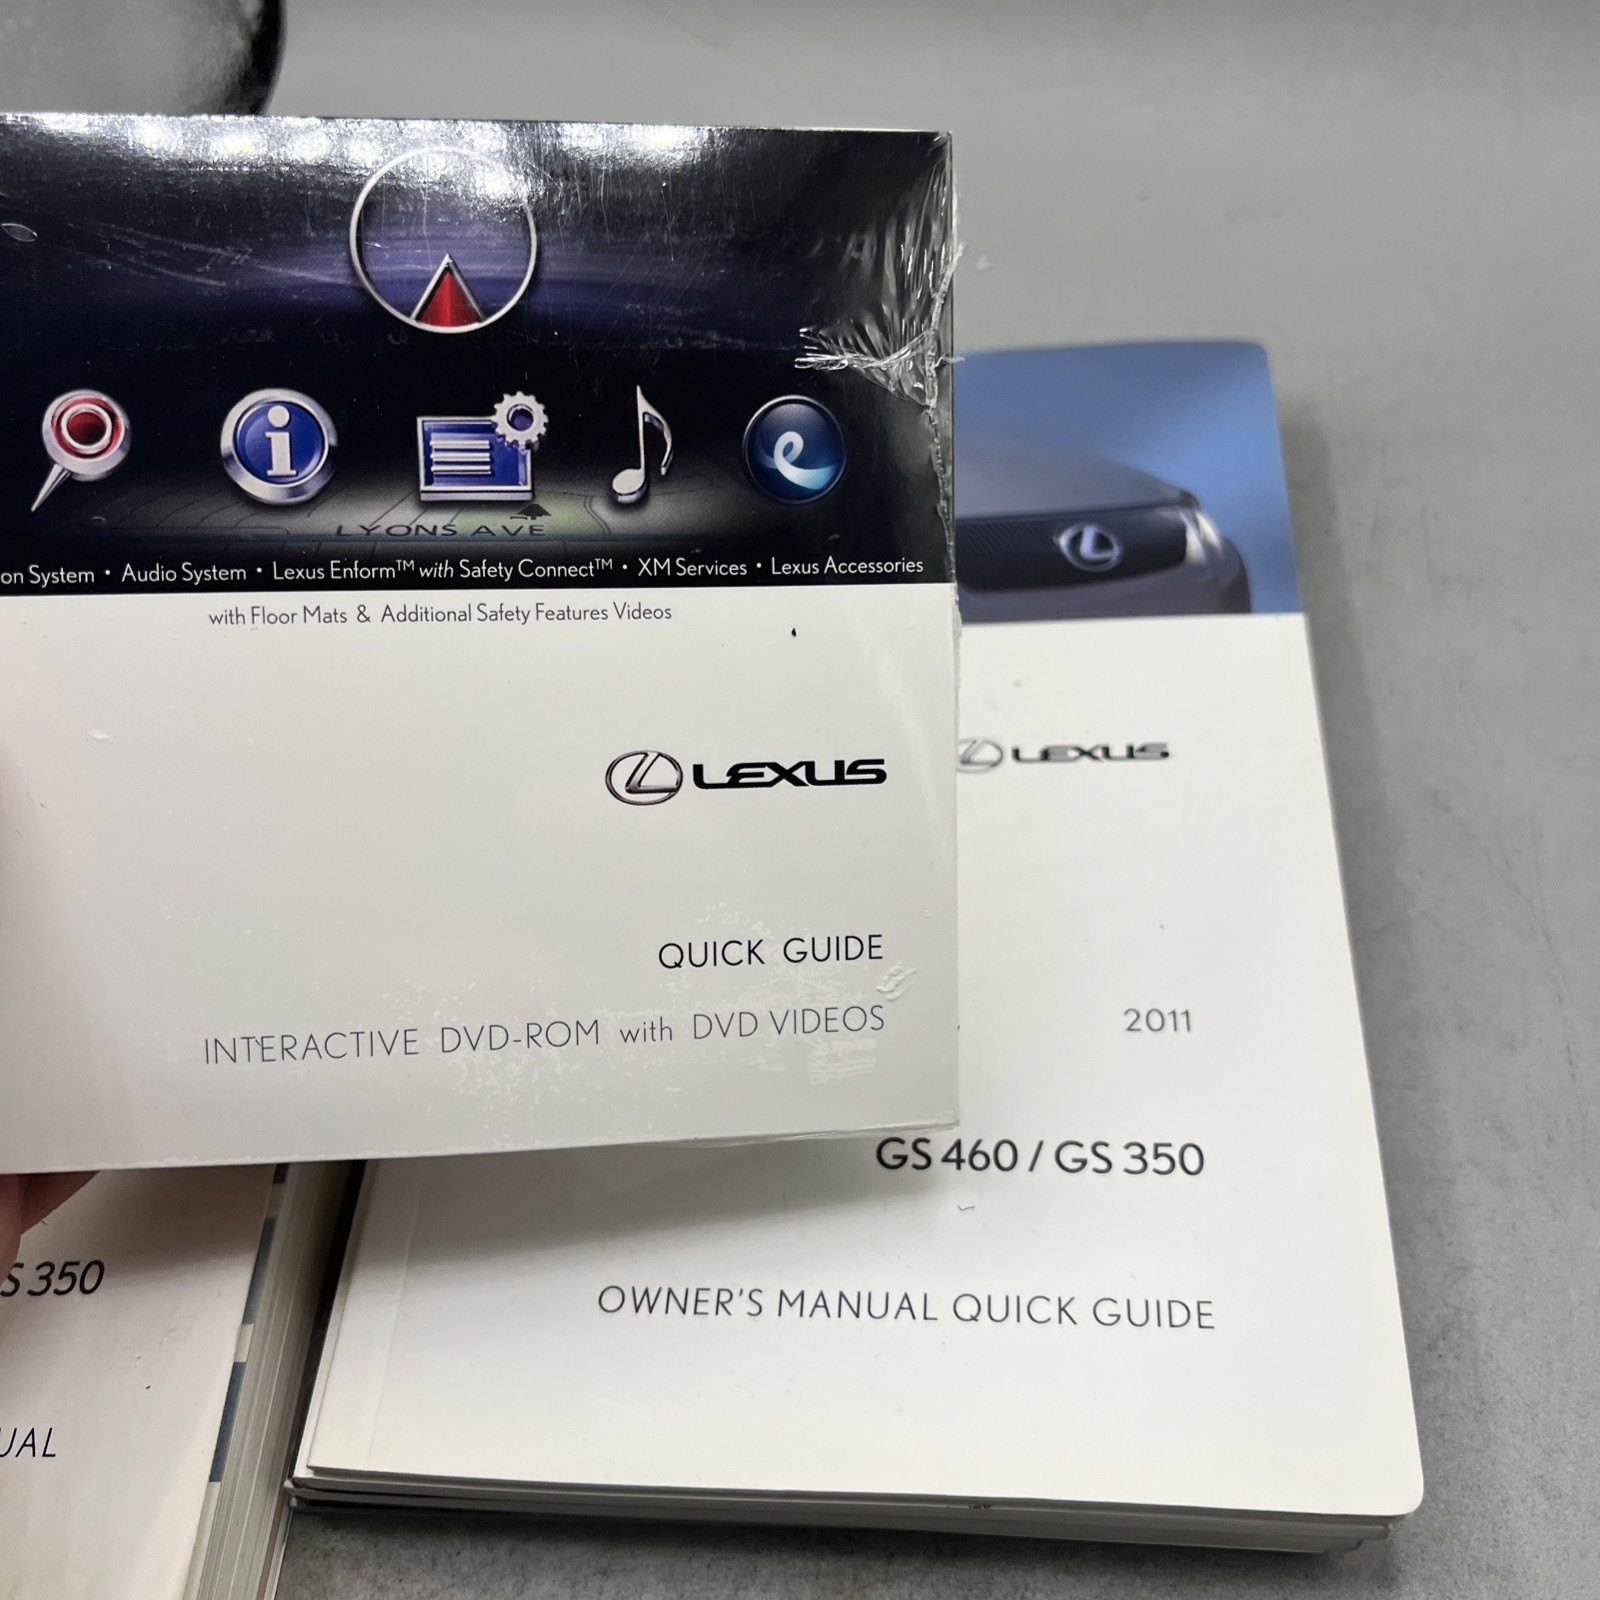 LYONS AVE
on System • Audio System • Lexus Enform™ with Safety Connect™ • XM Services • Lexus Accessories
with Floor Mats & Additional Safety Features Videos
LEXUS
QUICK GUIDE
INTERACTIVE DVD-ROM with DVD VIDEOS
LEXUS
2011
GS 460 / GS 350
OWNER'S MANUAL QUICK GUIDE
S 350
UAL